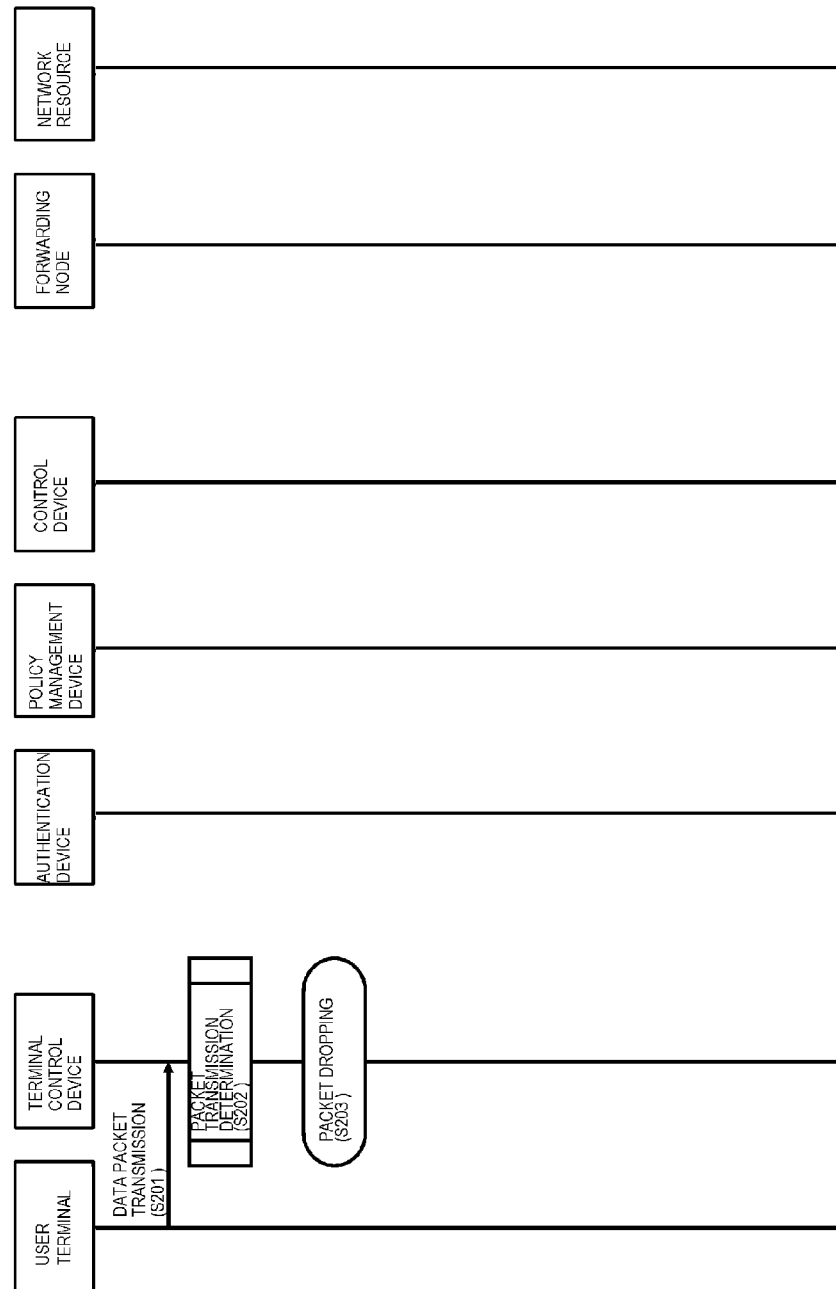 USER
TERMINAL
TERMINAL
CONTROL
DEVICE
AUTHENTICATION
DEVICE
POLICY
MANAGEMENT
DEVICE
CONTROL
DEVICE
FORWARDING
NODE
NETWORK
RESOURCE
DATA PACKET
TRANSMISSION
(S201 )
PACKET
TRANSMISSION
DETERMINATION
(S202 )
PACKET DROPPING
(S203 )